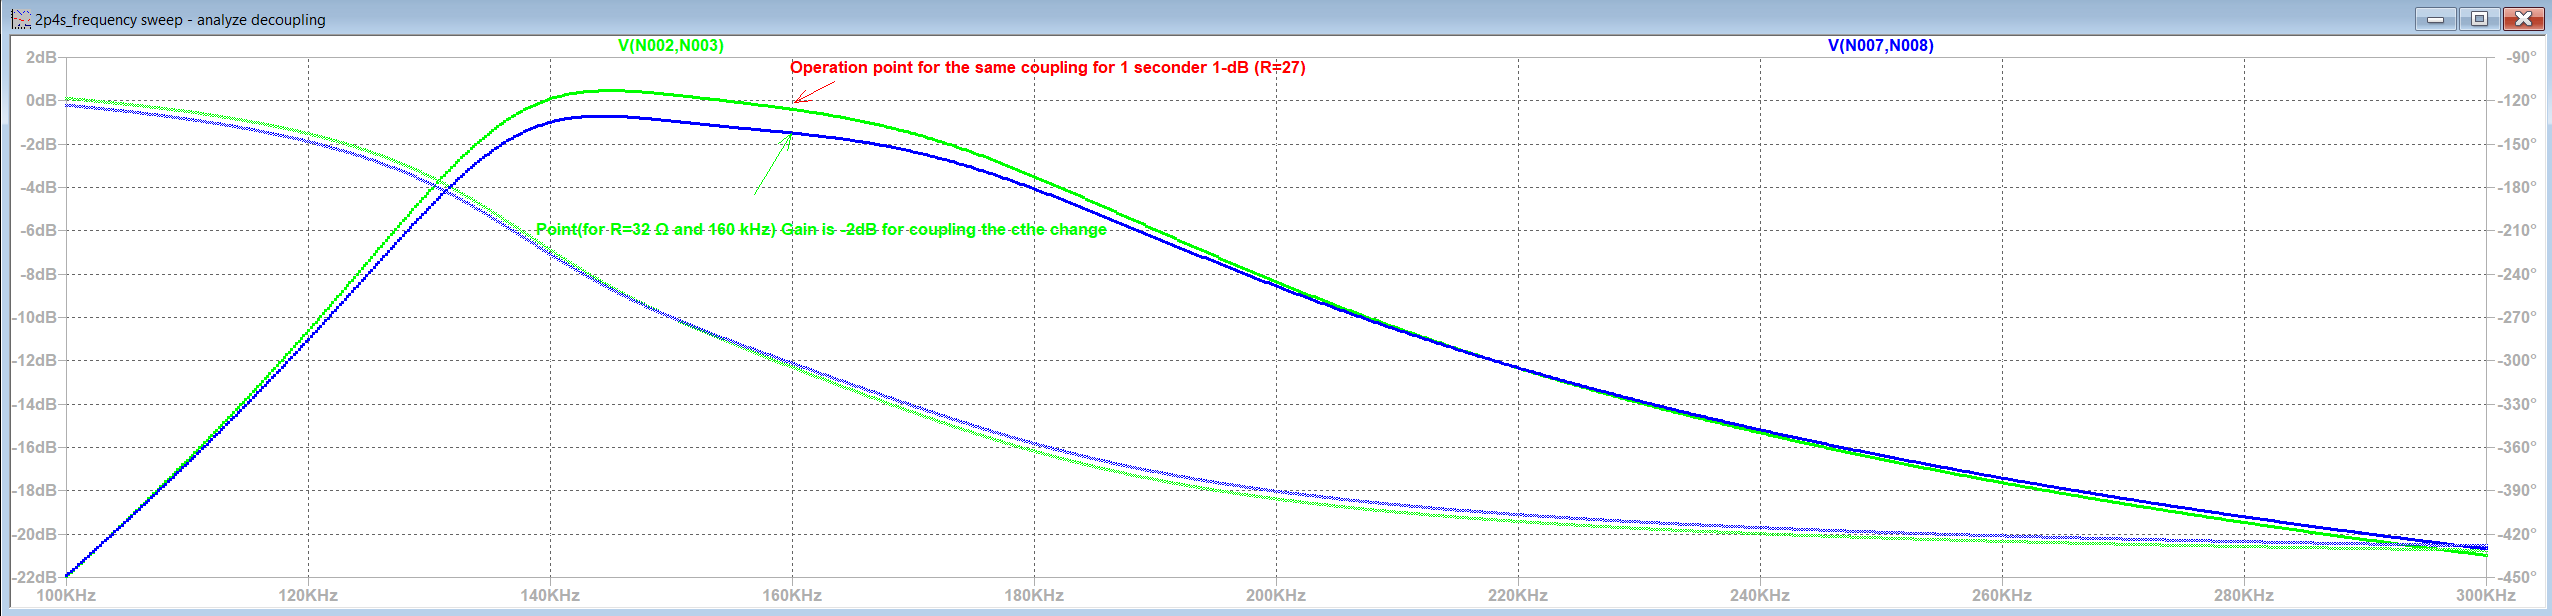 2p4s_frequency sweep - analyze decoupling
V(N002,N003)
V(N007,N008)
2dB
-90°
Operation point for the same coupling for 1 seconder 1-dB (R=27)
0dB
-120°
-2dB
-150°
-4dB
-180°
-6dB
Point(for R=32 Ω and 160 kHz) Gain is -2dB for coupling the cthe change
-210°
-8dB
-240°
-10dB
-270°
-12dB
-300°
-14dB
-330°
-16dB
-360°
-18dB
-390°
-20dB
-420°
-22dB
-450°
100KHz 120KHz 140KHz 160KHz 180KHz 200KHz 220KHz 240KHz 260KHz 280KHz 300KHz